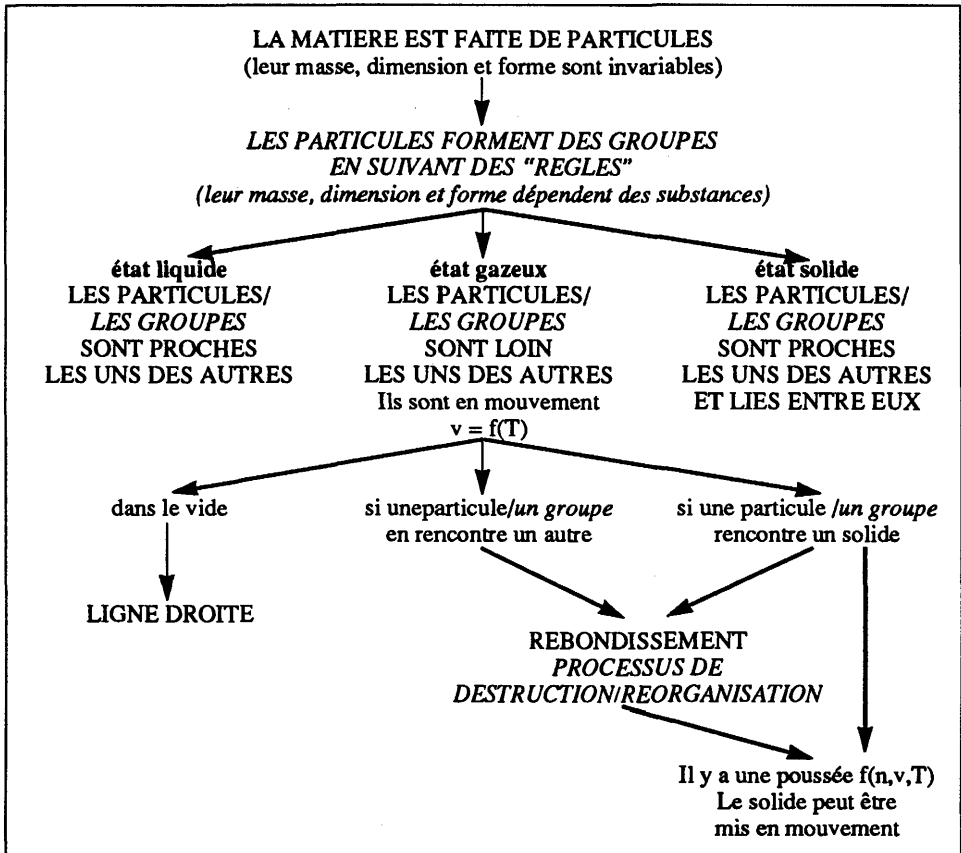 LA MATIERE EST FAITE DE PARTICULES
(leur masse, dimension et forme sont invariables)
LES PARTICULES FORMENT DES GROUPES
EN SUIVANT DES "REGLES"
(leur masse, dimension et forme dépendent des substances)
état liquide
LES PARTICULES/
LES GROUPES
SONT PROCHES
LES UNS DES AUTRES
état gazeux
LES PARTICULES/
LES GROUPES
SONT LOIN
LES UNS DES AUTRES
Ils sont en mouvement
v = f(T)
état solide
LES PARTICULES/
LES GROUPES
SONT PROCHES
LES UNS DES AUTRES
ET LIES ENTRE EUX
dans le vide
LIGNE DROITE
si uneparticule/un groupe
en rencontre un autre
si une particule /un groupe
rencontre un solide
REBONDISSEMENT
PROCESSUS DE
DESTRUCTION/REORGANISATION
Il y a une poussée f(n,v,T)
Le solide peut être
mis en mouvement